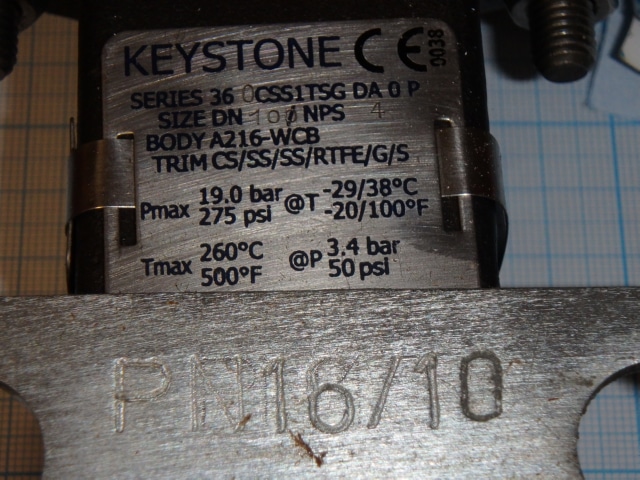 KEYSTONE CE 0038
SERIES 36 0CSS1TSG DA 0 P
SIZE DN 100 NPS 4
BODY A216-WCB
TRIM CS/SS/SS/RTFE/G/S
Pmax 19.0 bar @T -29/38°C
275 psi -20/100°F
Tmax 260°C @P 3.4 bar
500°F 50 psi
PN16/10